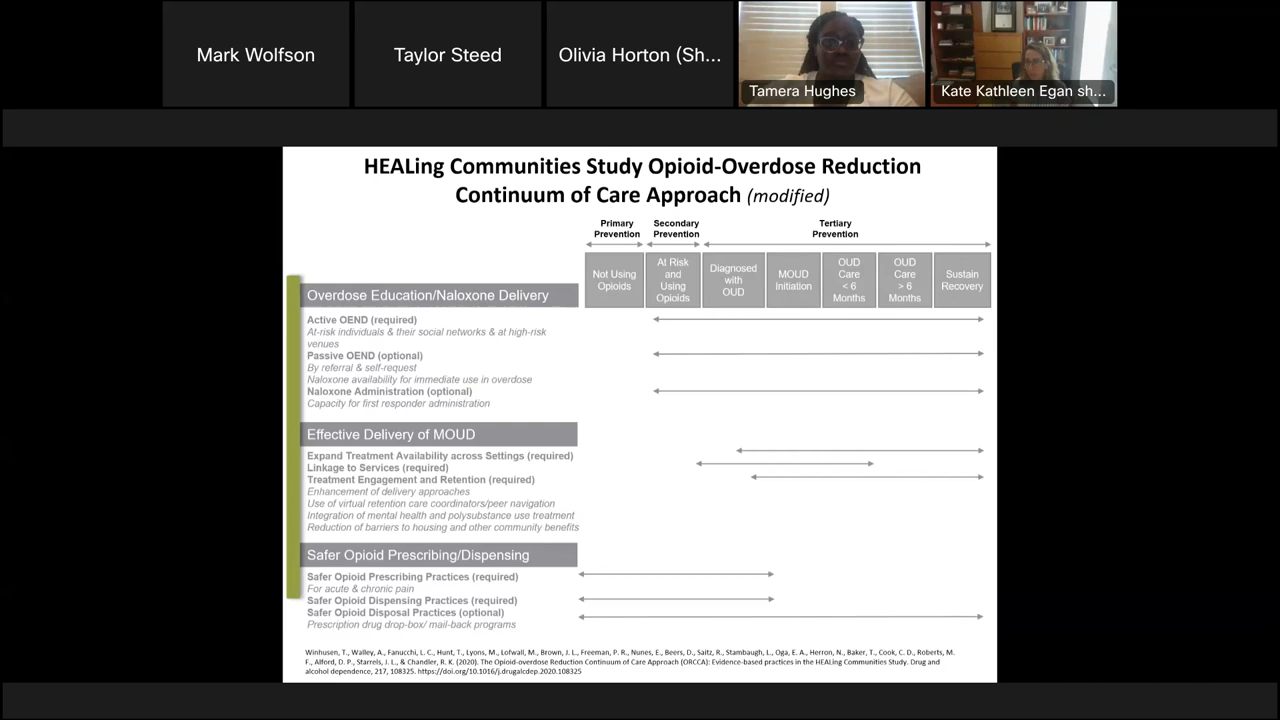 Mark Wolfson
Taylor Steed
Olivia Horton (Sh...
Tamera Hughes
Kate Kathleen Egan sh...
HEALing Communities Study Opioid-Overdose Reduction
Continuum of Care Approach (modified)
Primary
Prevention
Secondary
Prevention
Tertiary
Prevention
Not Using
Opioids
At Risk
and
Using
Opioids
Diagnosed
with
OUD
MOUD
Initiation
OUD
Care
< 6
Months
OUD
Care
> 6
Months
Sustain
Recovery
Overdose Education/Naloxone Delivery
Active OEND (required)
At-risk individuals & their social networks & at high-risk
venues
Passive OEND (optional)
By referral & self-request
Naloxone availability for immediate use in overdose
Naloxone Administration (optional)
Capacity for first responder administration
Effective Delivery of MOUD
Expand Treatment Availability across Settings (required)
Linkage to Services (required)
Treatment Engagement and Retention (required)
Enhancement of delivery approaches
Use of virtual retention care coordinators/peer navigation
Integration of mental health and polysubstance use treatment
Reduction of barriers to housing and other community benefits
Safer Opioid Prescribing/Dispensing
Safer Opioid Prescribing Practices (required)
For acute & chronic pain
Safer Opioid Dispensing Practices (required)
Safer Opioid Disposal Practices (optional)
Prescription drug drop-box/ mail-back programs
Winhusen, T., Walley, A., Fanucchi, L. C., Hunt, T., Lyons, M., Lofwall, M., Brown, J. L., Freeman, P. R., Nunes, E., Beers, D., Saitz, R., Stambaugh, L., Oga, E. A., Herron, N., Baker, T., Cook, C. D., Roberts, M.
F., Alford, D. P., Starrels, J. L., & Chandler, R. K. (2020). The Opioid-overdose Reduction Continuum of Care Approach (ORCCA): Evidence-based practices in the HEALing Communities Study. Drug and
alcohol dependence, 217, 108325. https://doi.org/10.1016/j.drugalcdep.2020.108325